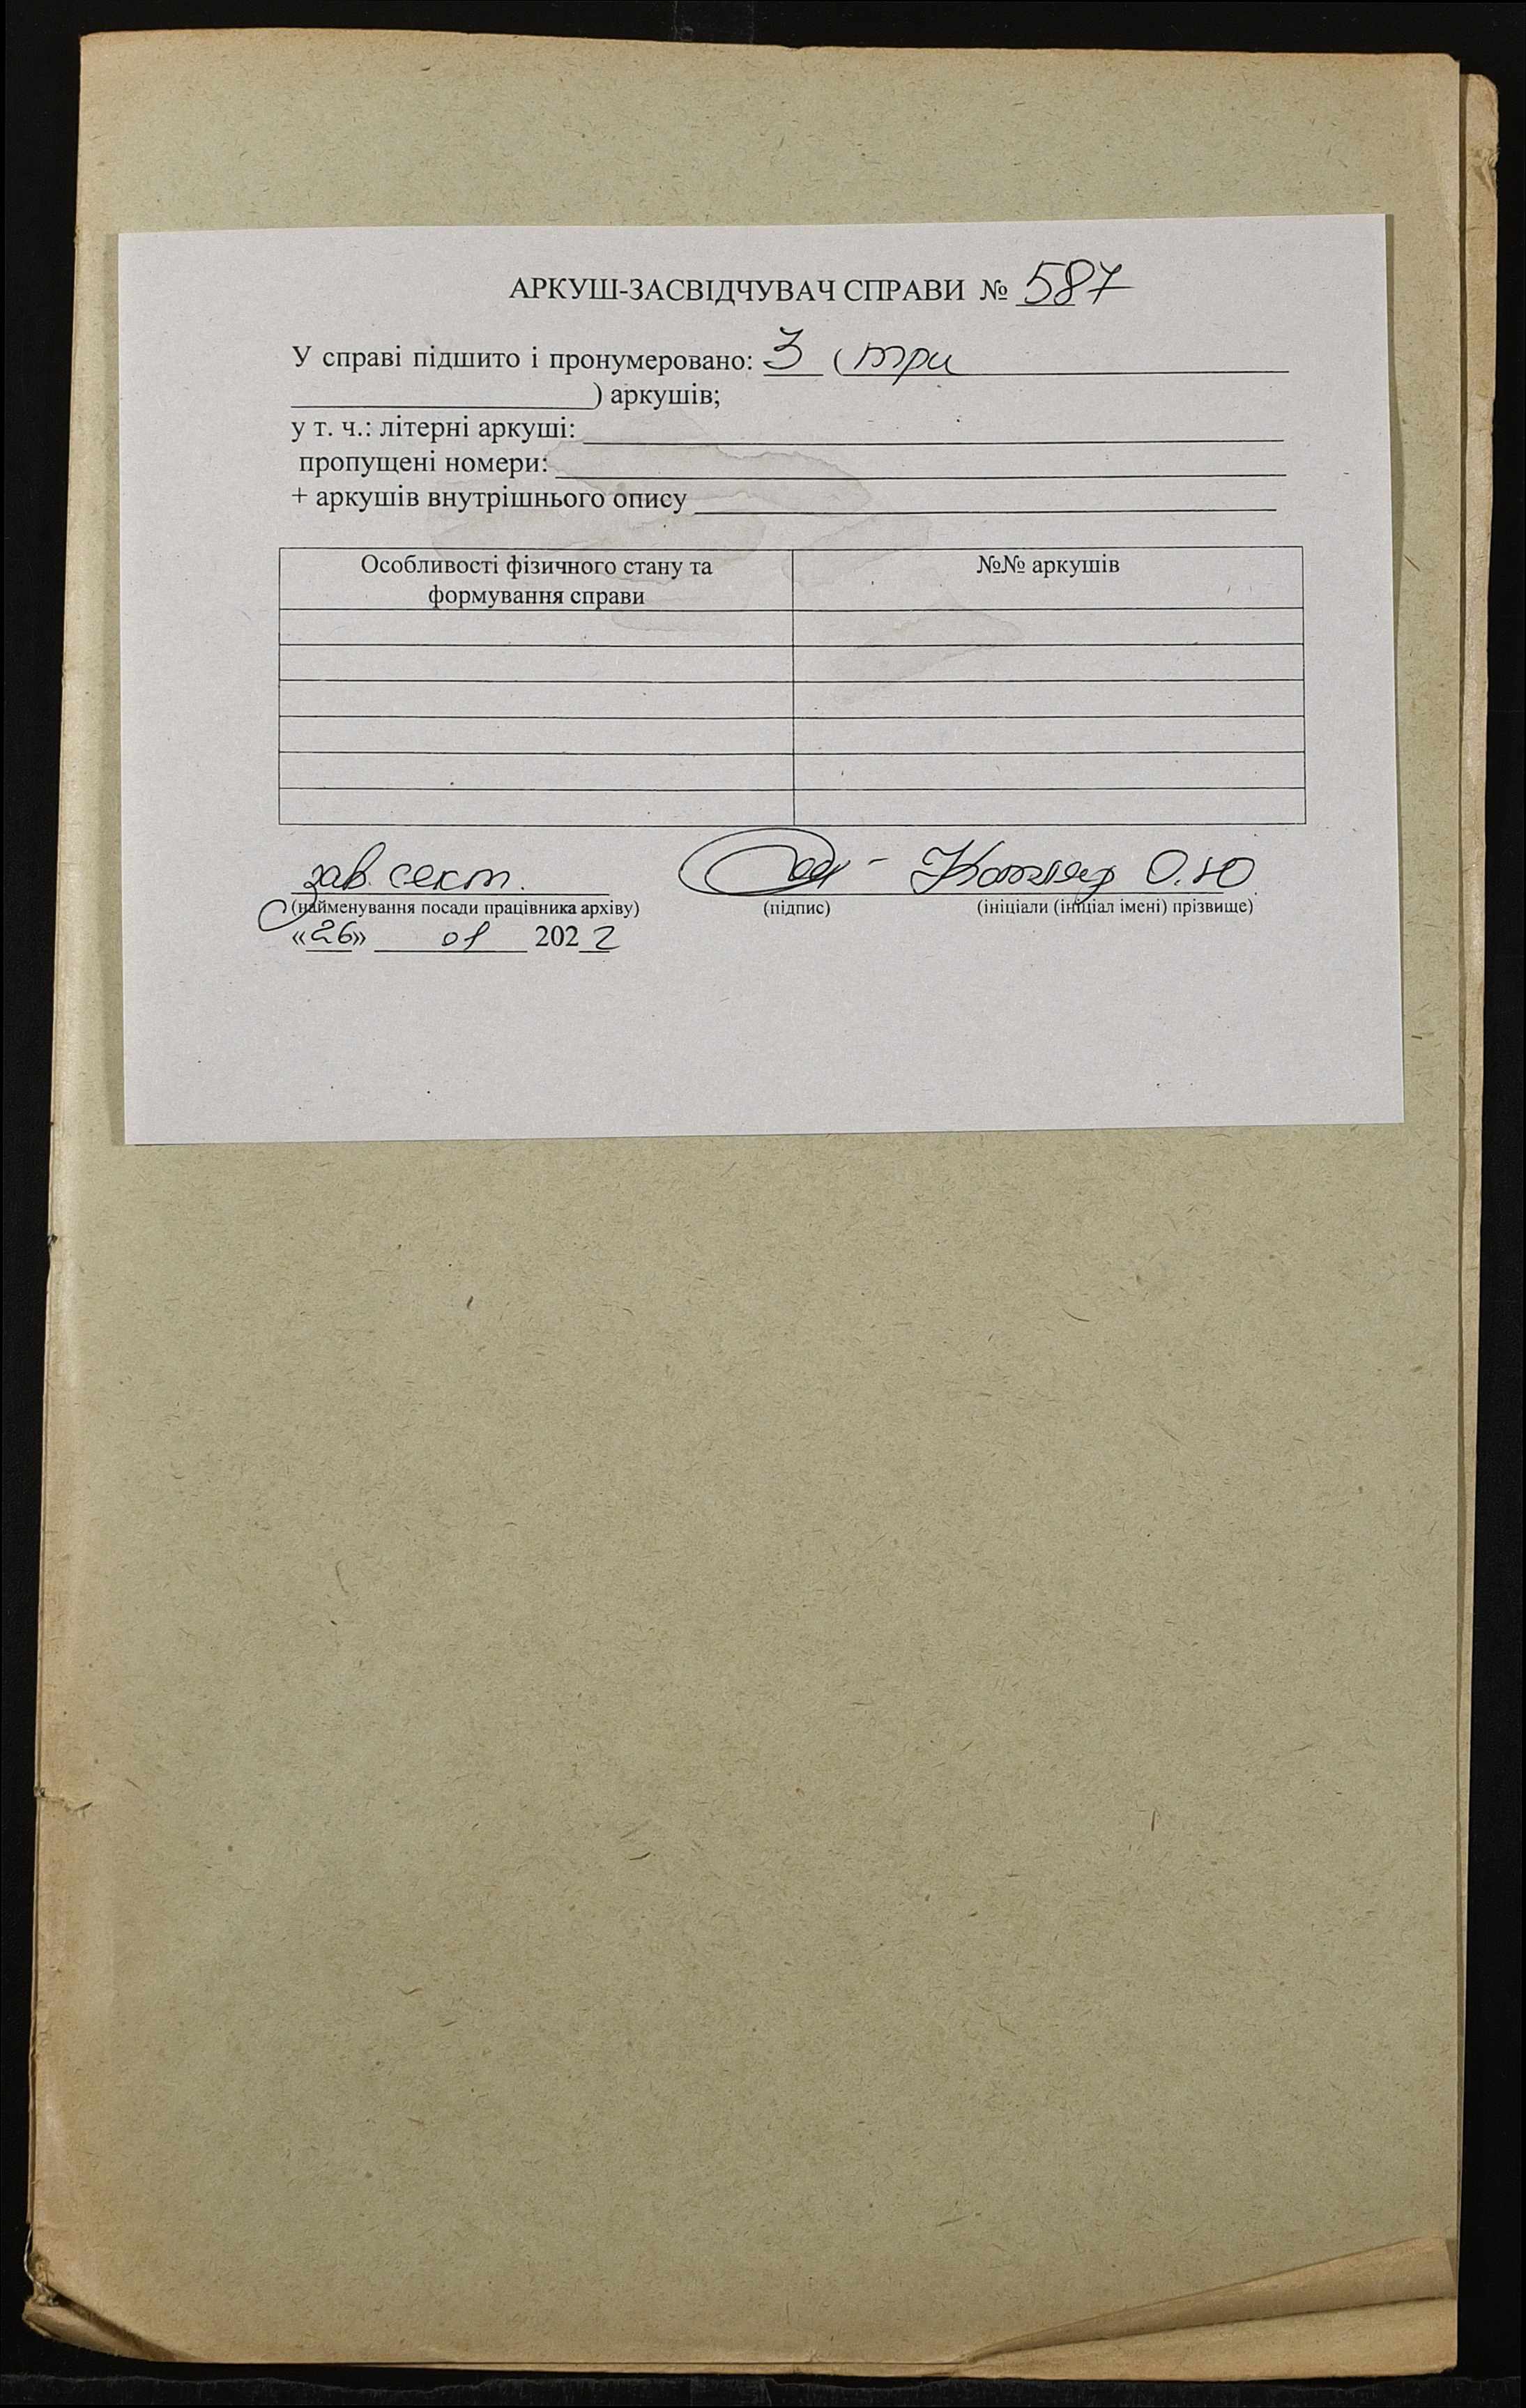 АРКУШ-ЗАСВІДЧУВАЧ СПРАВИ № 587
У справі підшито і пронумеровано: 3 ( три
) аркушів;
у т. ч.: літерні аркуші:
пропущені номери:
+ аркушів внутрішнього опису
Особливості фізичного стану та №№ аркушів
формування справи
зав. сект. О.Ю.
(найменування посади працівника архіву) (підпис) (ініціали (ініціал імені) прізвище)
«26» 01 2022